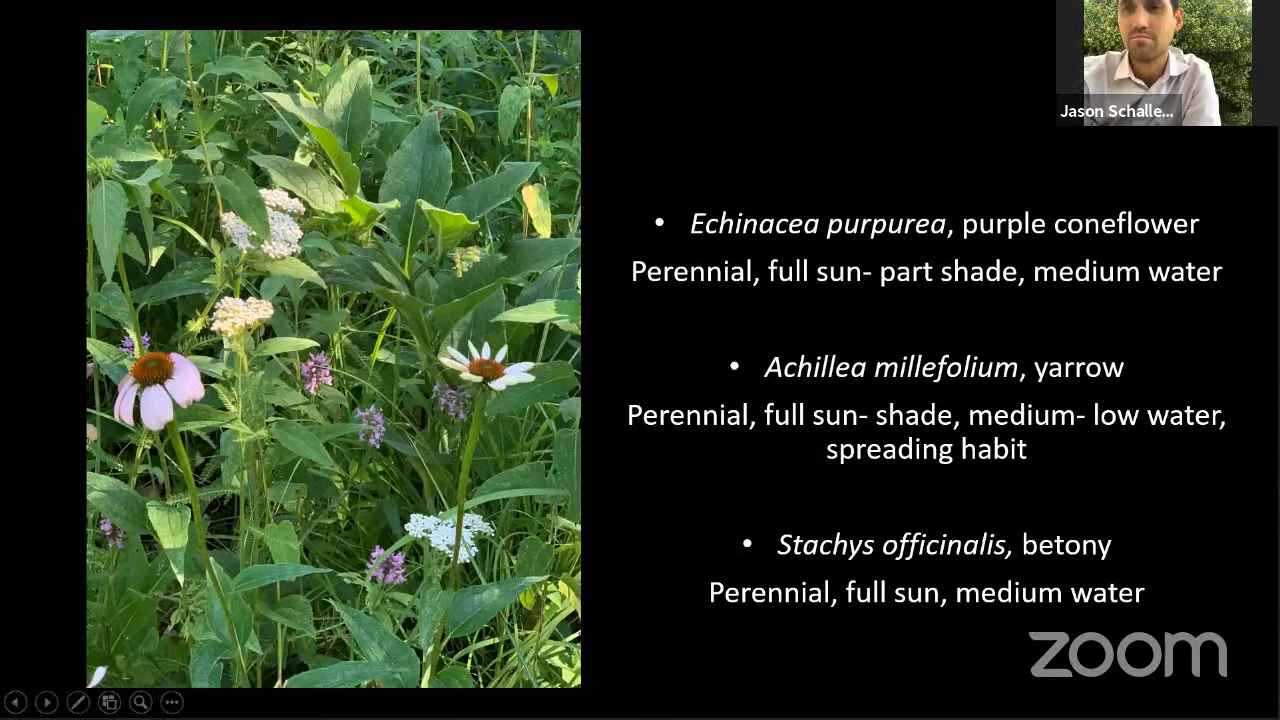 Jason Schalle...
• Echinacea purpurea, purple coneflower
Perennial, full sun- part shade, medium water
• Achillea millefolium, yarrow
Perennial, full sun- shade, medium- low water,
spreading habit
• Stachys officinalis, betony
Perennial, full sun, medium water
zoom